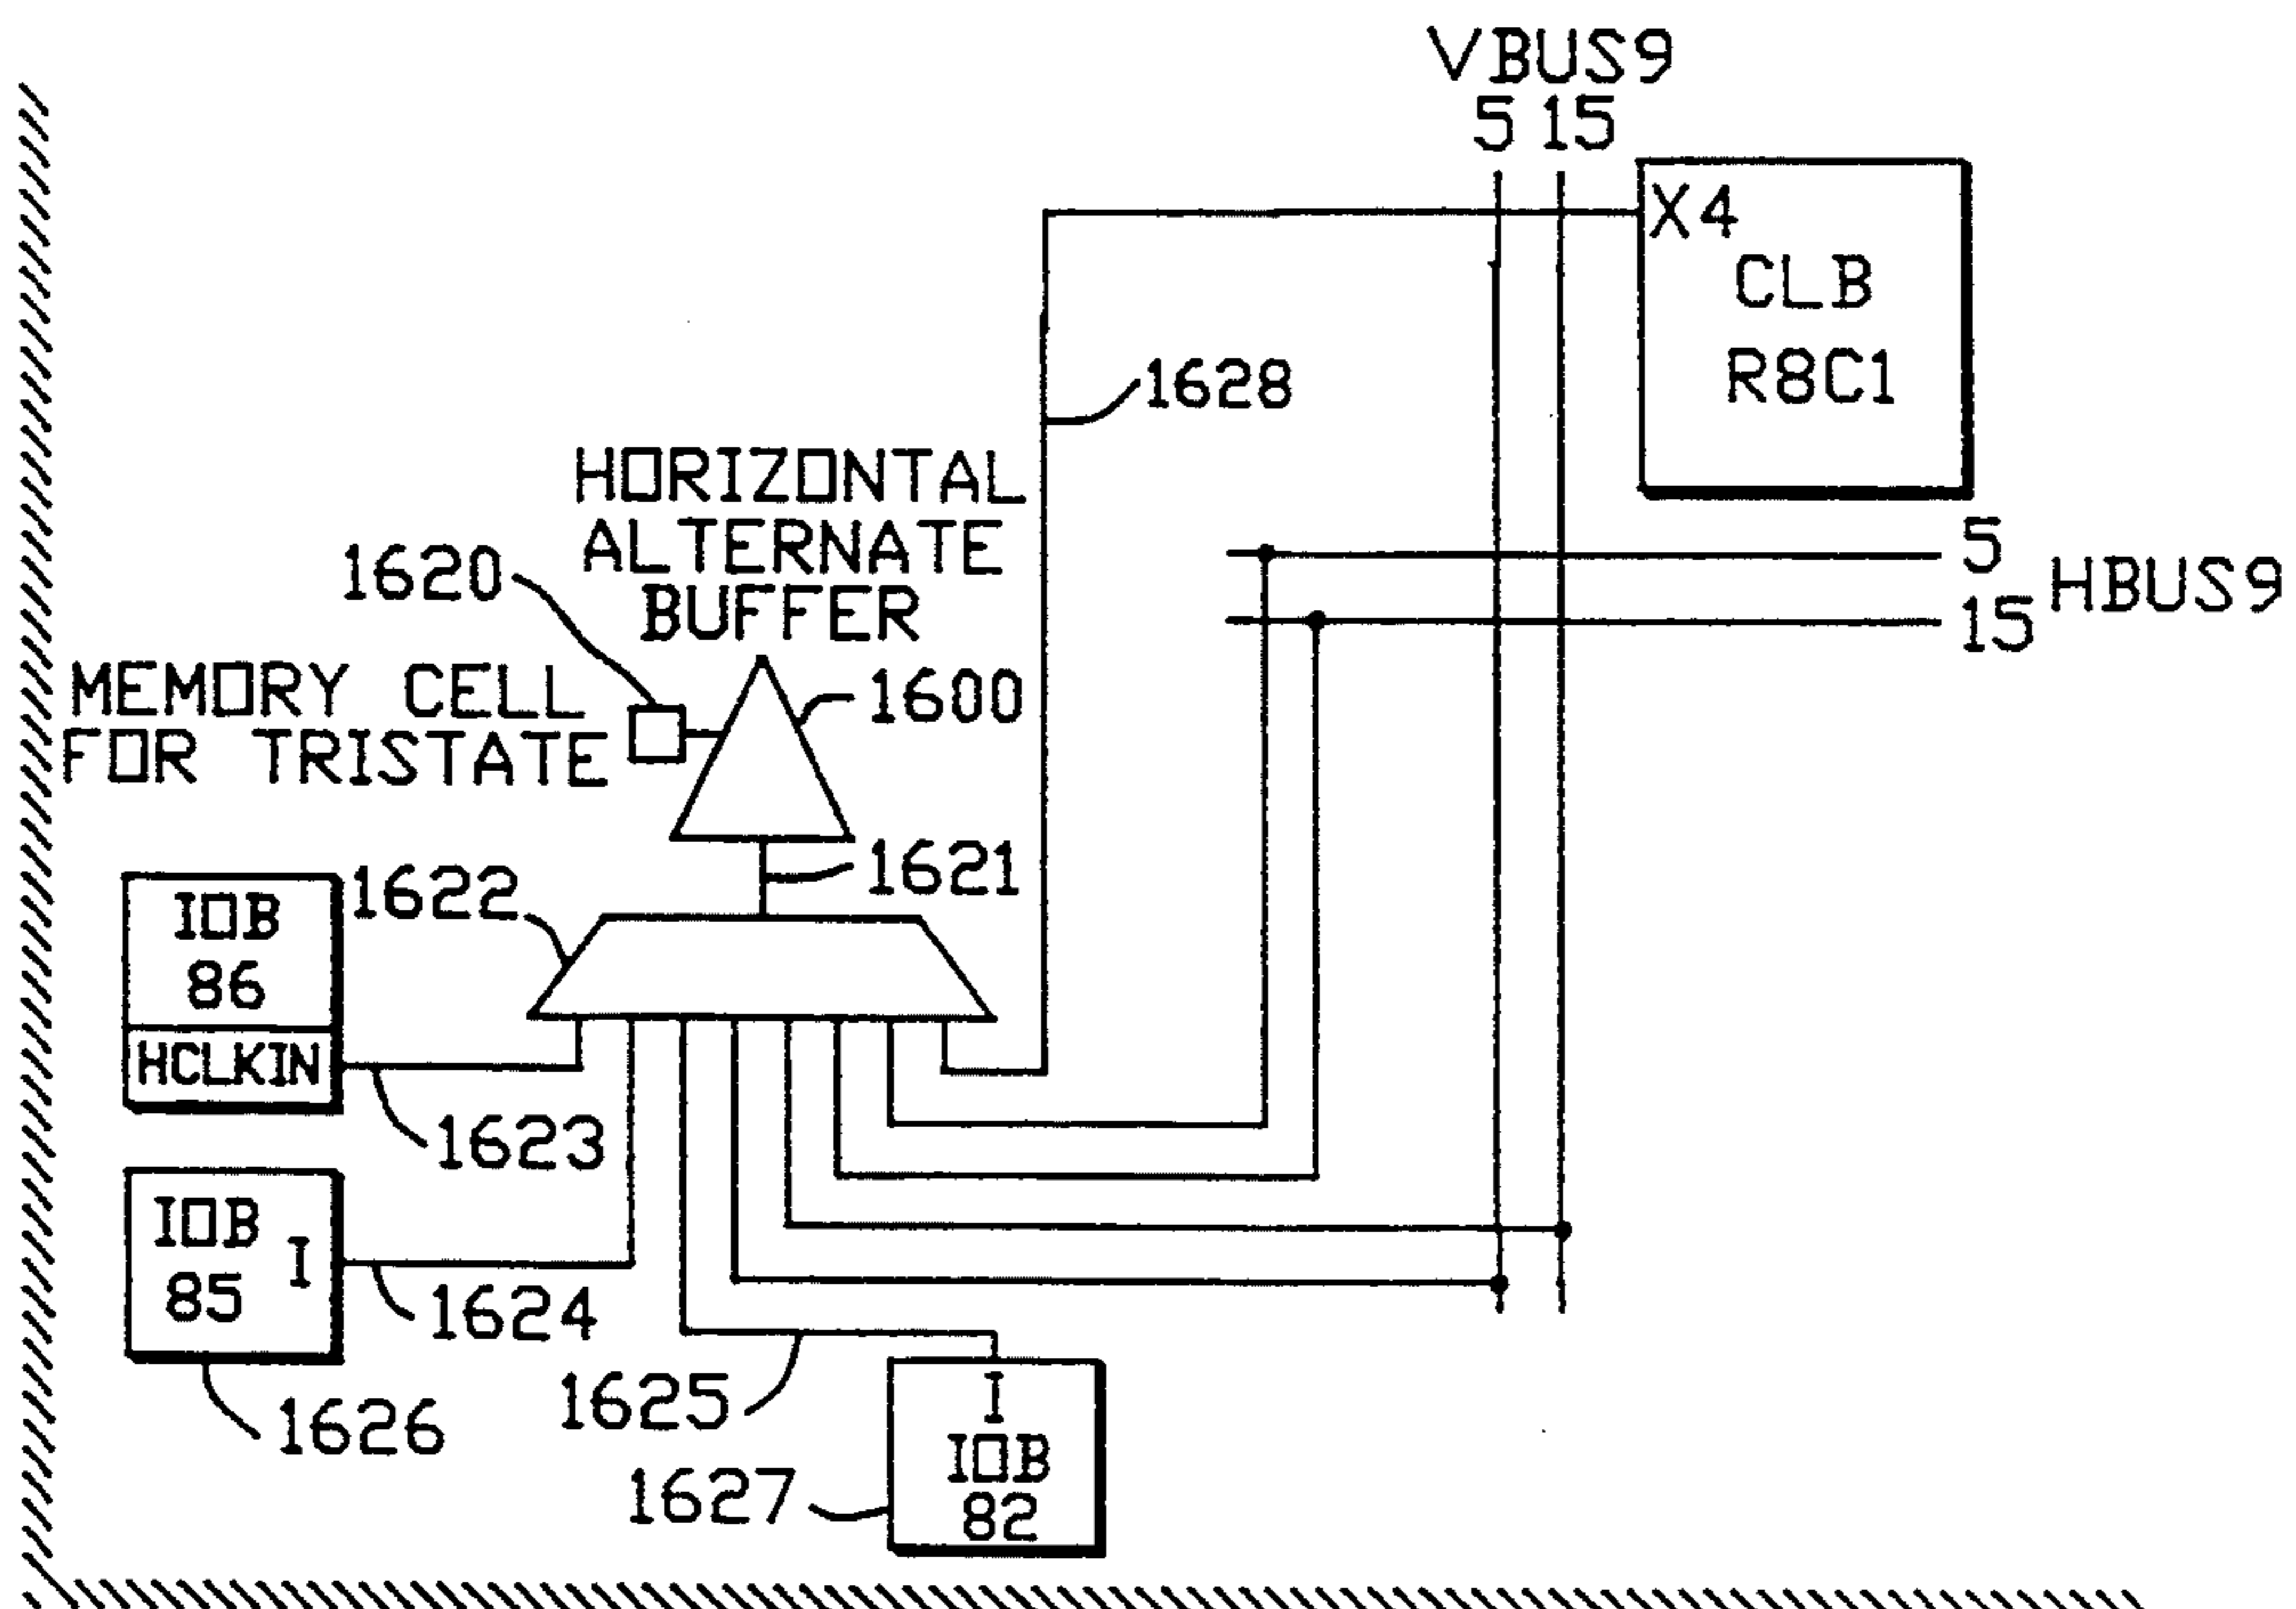 VBUS9
5 15
X4
CLB
R8C1
1628
HORIZONTAL
ALTERNATE
BUFFER
5
HBUS9
15
1620
MEMORY CELL
FOR TRISTATE
1600
1621
1622
IOB
86
HCLKIN
1623
IOB
I
85
1624
1625
1626
I
IOB
82
1627